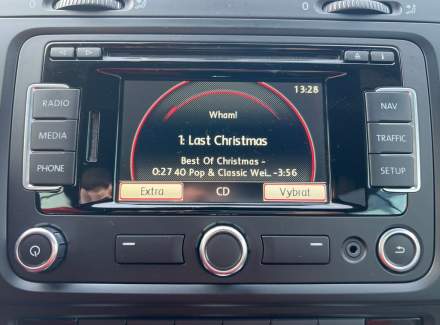 13:28
Wham!
1: Last Christmas
Best Of Christmas -
0:27 40 Pop & Classic Wei.. -3:56
Extra CD Vybrat
RADIO
MEDIA
PHONE
NAV
TRAFFIC
SETUP